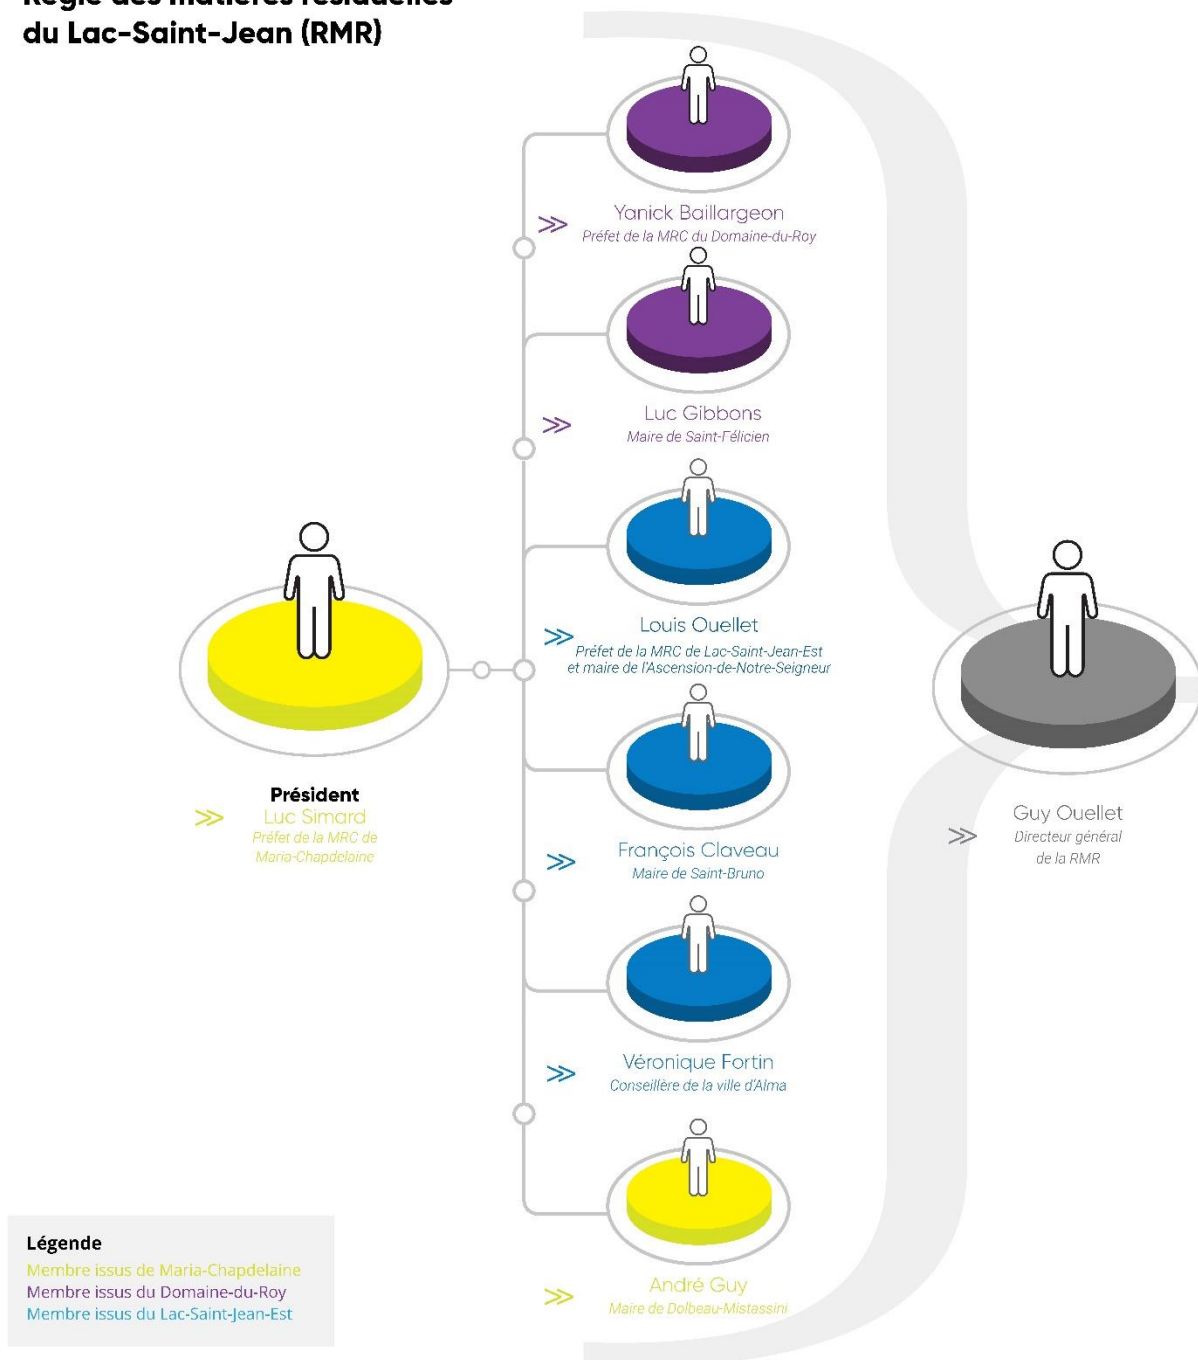 Régie des matières résiduelles
du Lac-Saint-Jean (RMR)
Yanick Baillargeon
Préfet de la MRC du Domaine-du-Roy
Luc Gibbons
Maire de Saint-Félicien
Louis Ouellet
Préfet de la MRC de Lac-Saint-Jean-Est
et maire de l'Ascension-de-Notre-Seigneur
Président
Luc Simard
Préfet de la MRC de
Maria-Chapdelaine
Guy Ouellet
Directeur général
de la RMR
François Claveau
Maire de Saint-Bruno
Véronique Fortin
Conseillère de la ville d'Alma
André Guy
Maire de Dolbeau-Mistassini
Légende
Membre issus de Maria-Chapdelaine
Membre issus du Domaine-du-Roy
Membre issus du Lac-Saint-Jean-Est